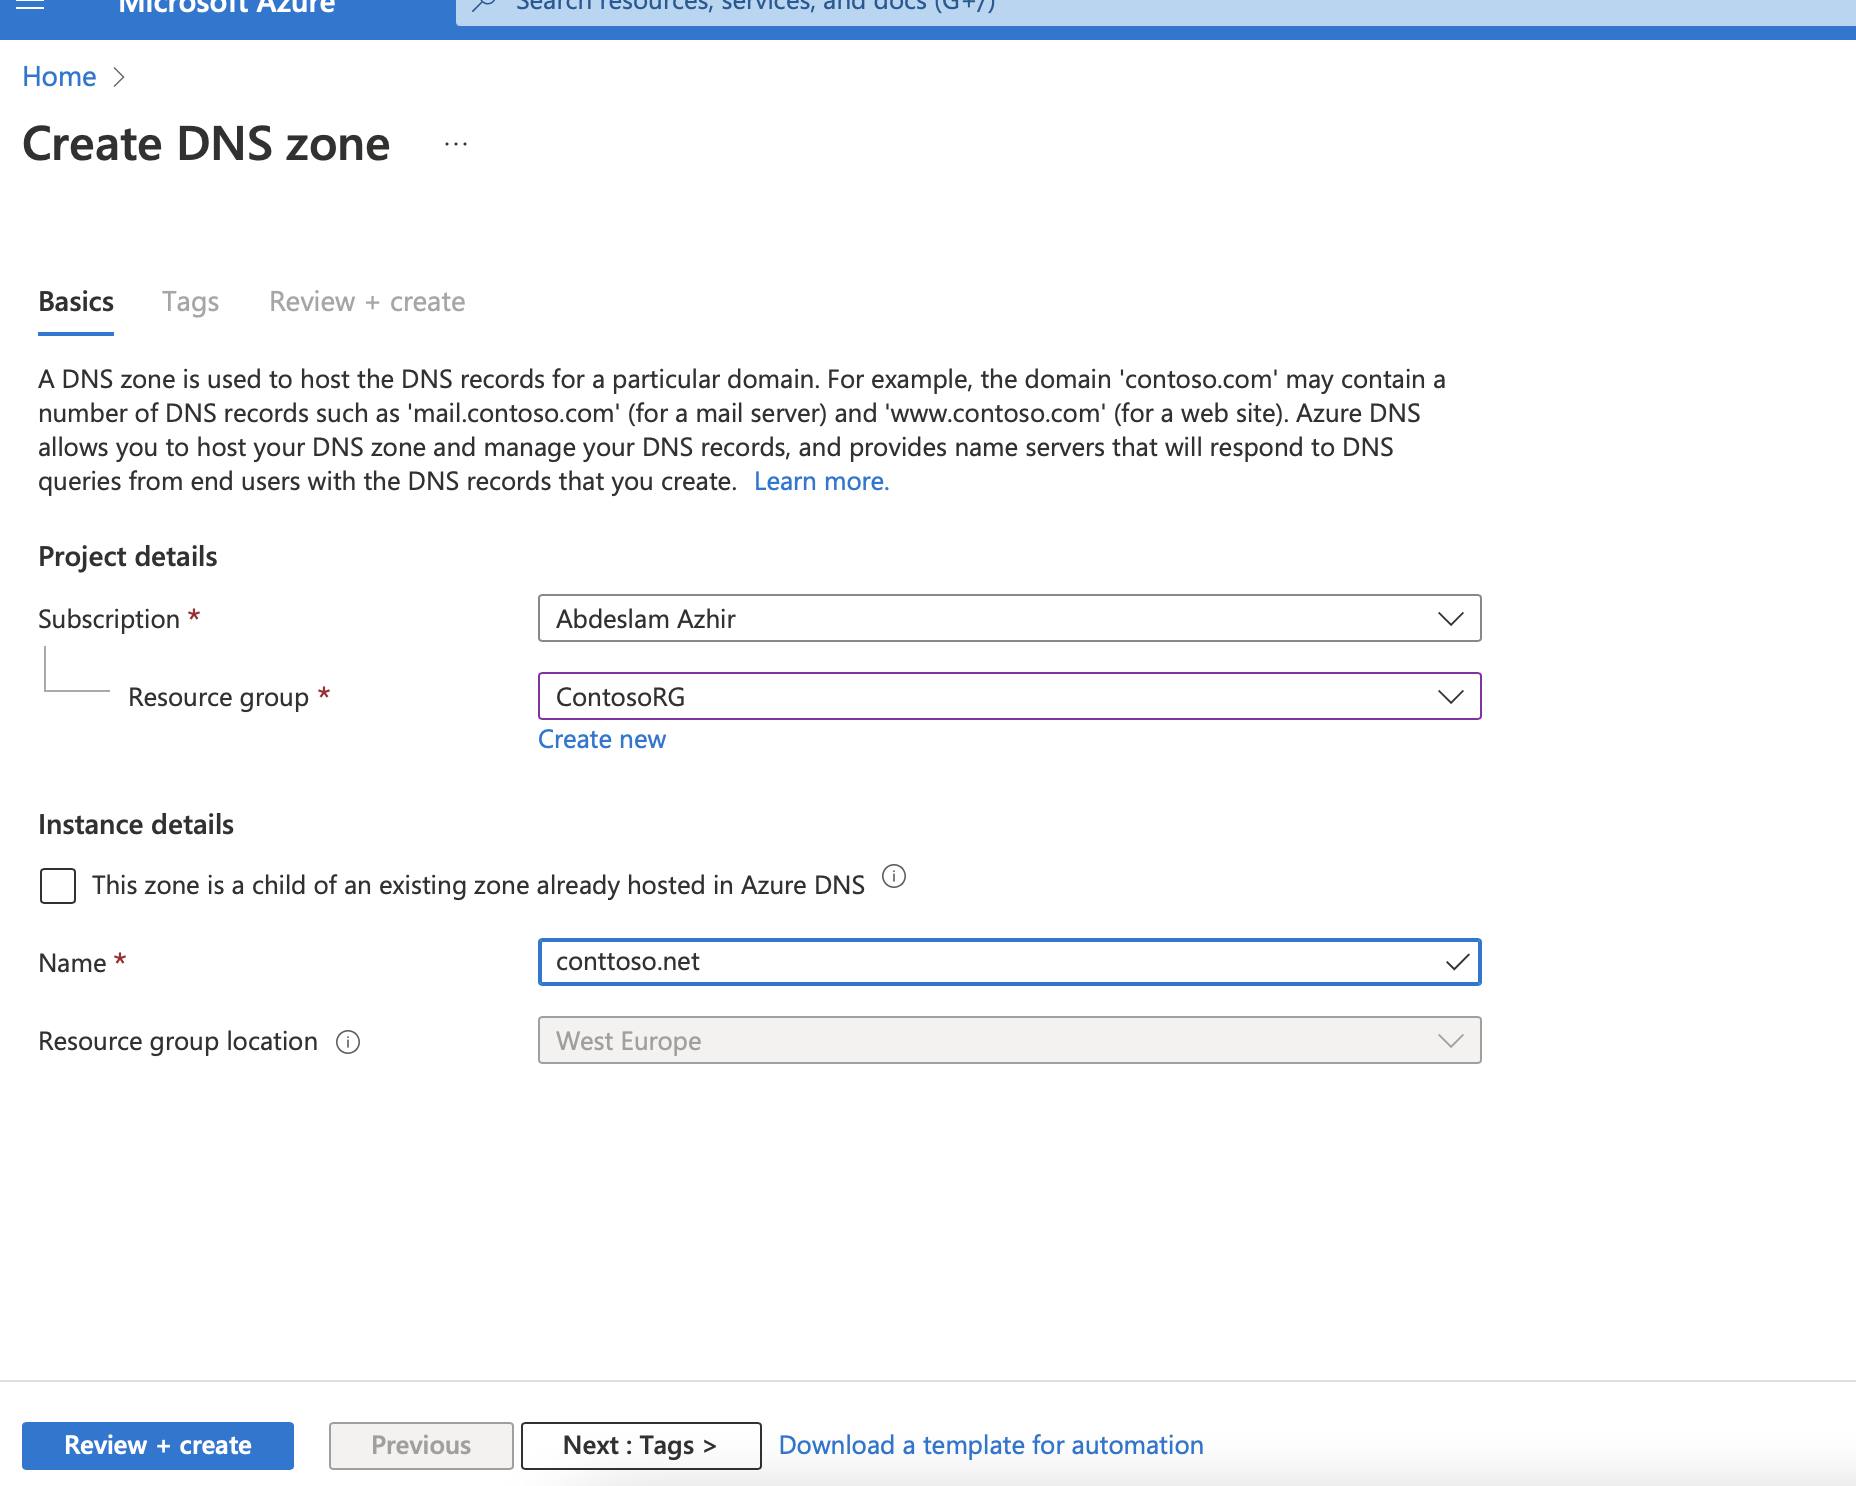 Microsoft Azure
Search resources, services, and docs (G+/)
Home
Create DNS zone
Basics Tags Review + create
A DNS zone is used to host the DNS records for a particular domain. For example, the domain 'contoso.com' may contain a
number of DNS records such as 'mail.contoso.com' (for a mail server) and 'www.contoso.com' (for a web site). Azure DNS
allows you to host your DNS zone and manage your DNS records, and provides name servers that will respond to DNS
queries from end users with the DNS records that you create. Learn more.
Project details
Subscription * Abdeslam Azhir
Resource group * ContosoRG
Create new
Instance details
This zone is a child of an existing zone already hosted in Azure DNS
Name * conttoso.net
Resource group location West Europe
Review + create Previous Next : Tags > Download a template for automation